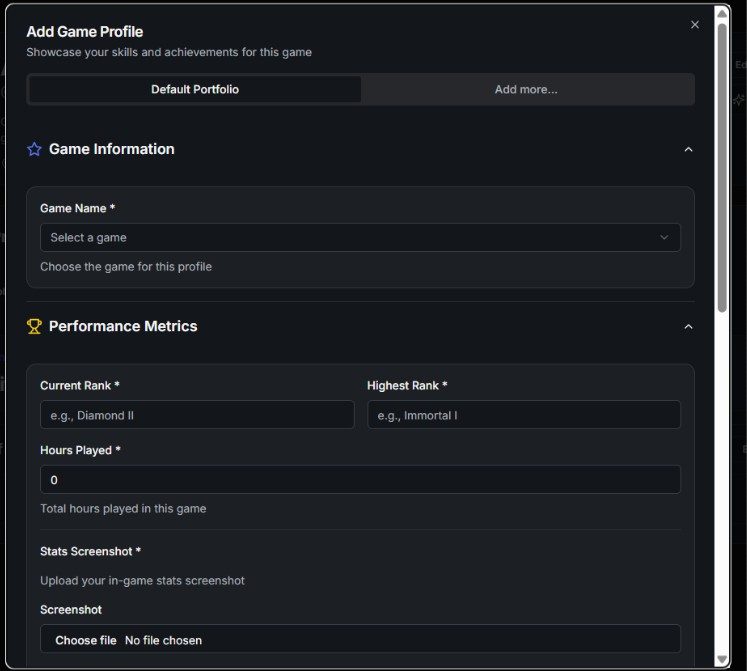 Add Game Profile
Showcase your skills and achievements for this game
Default Portfolio
Add more...
Game Information
Game Name *
Select a game
Choose the game for this profile
Performance Metrics
Current Rank * Highest Rank *
e.g., Diamond II e.g., Immortal I
Hours Played *
0
Total hours played in this game
Stats Screenshot *
Upload your in-game stats screenshot
Screenshot
Choose file No file chosen